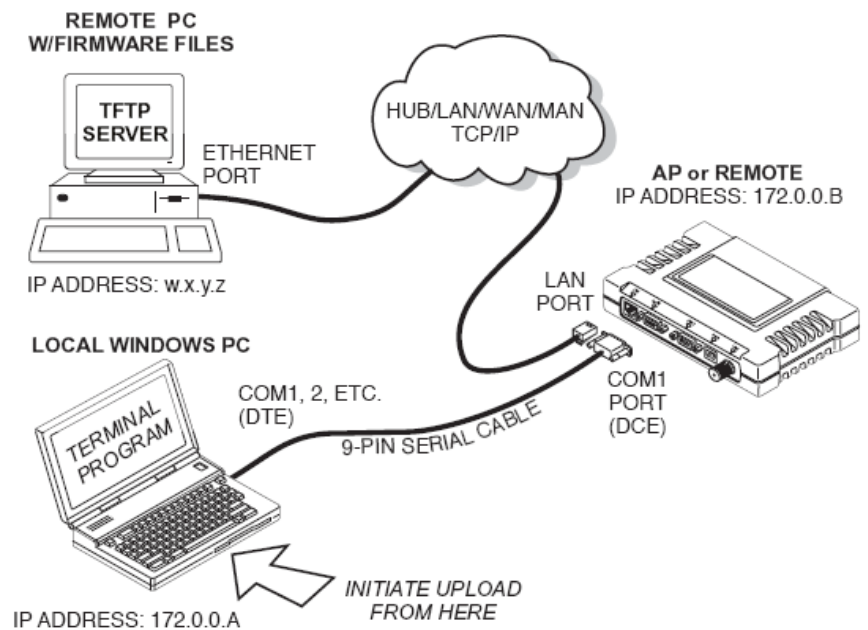 REMOTE PC
W/FIRMWARE FILES
TFTP
SERVER
ETHERNET
PORT
IP ADDRESS: w.x.y.z
HUB/LAN/WAN/MAN
TCP/IP
AP or REMOTE
IP ADDRESS: 172.0.0.B
LAN
PORT
COM1
PORT
(DCE)
LOCAL WINDOWS PC
TERMINAL
PROGRAM
COM1, 2, ETC.
(DTE)
9-PIN SERIAL CABLE
INITIATE UPLOAD
FROM HERE
IP ADDRESS: 172.0.0.A